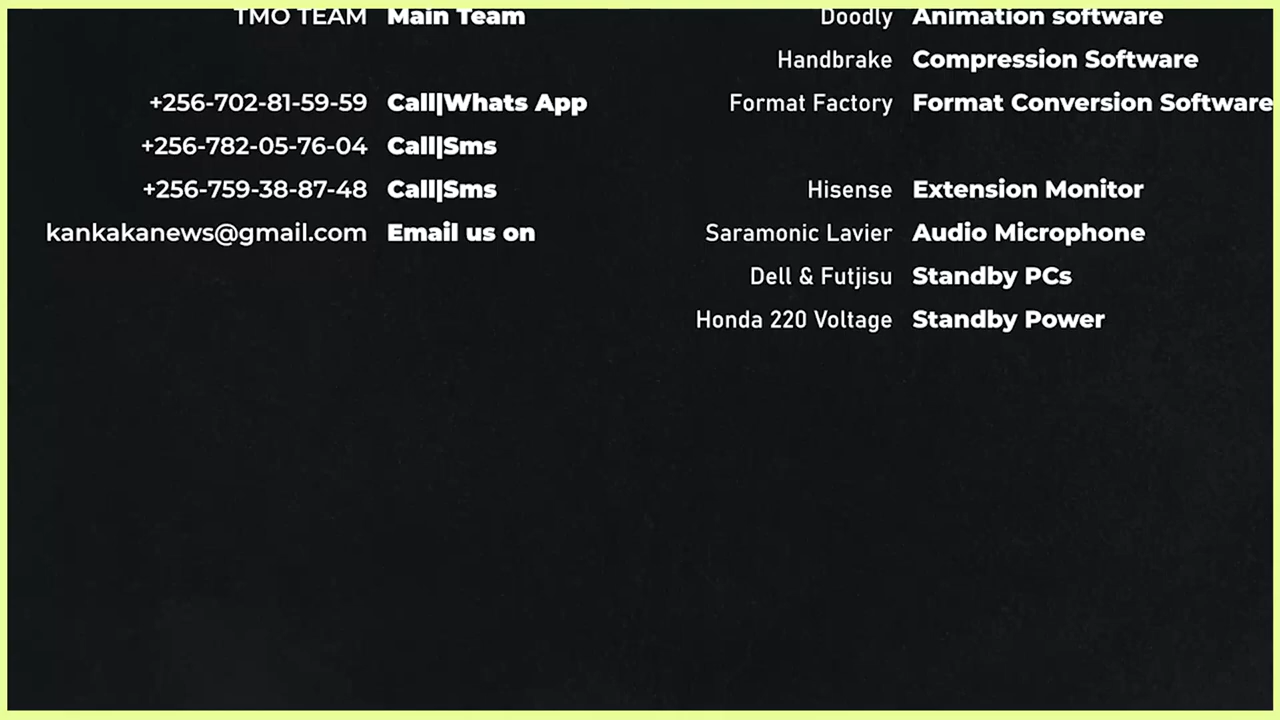 TMO TEAM Main Team
+256-702-81-59-59 Call|Whats App
+256-782-05-76-04 Call|Sms
+256-759-38-87-48 Call|Sms
kankakanews@gmail.com Email us on
Doodly Animation software
Handbrake Compression Software
Format Factory Format Conversion Software
Hisense Extension Monitor
Saramonic Lavier Audio Microphone
Dell & Futjisu Standby PCs
Honda 220 Voltage Standby Power